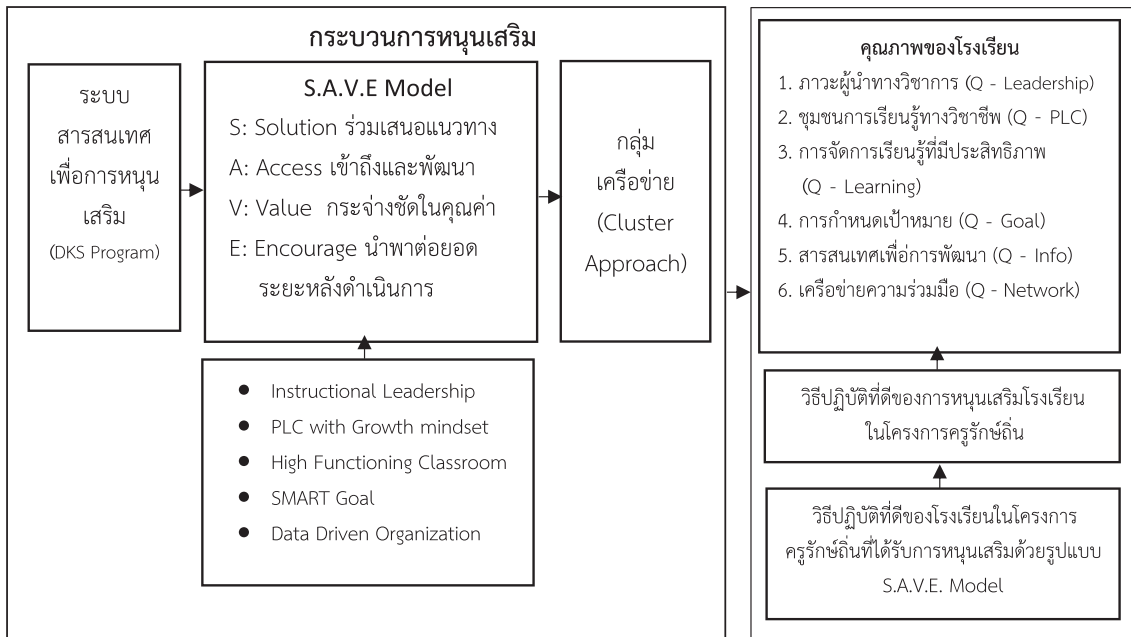 กระบวนการหนุนเสริม
ระบบ
สารสนเทศ
เพื่อการหนุน
เสริม
(DKS Program)
S.A.V.E Model
S: Solution ร่วมเสนอแนวทาง
A: Access เข้าถึงและพัฒนา
V: Value กระจ่างชัดในคุณค่า
E: Encourage นำพาต่อยอด
ระยะหลังดำเนินการ
กลุ่ม
เครือข่าย
(Cluster
Approach)
● Instructional Leadership
● PLC with Growth mindset
● High Functioning Classroom
● SMART Goal
● Data Driven Organization
คุณภาพของโรงเรียน
1. ภาวะผู้นำทางวิชาการ (Q - Leadership)
2. ชุมชนการเรียนรู้ทางวิชาชีพ (Q - PLC)
3. การจัดการเรียนรู้ที่มีประสิทธิภาพ
(Q - Learning)
4. การกำหนดเป้าหมาย (Q - Goal)
5. สารสนเทศเพื่อการพัฒนา (Q - Info)
6. เครือข่ายความร่วมมือ (Q - Network)
วิธีปฏิบัติที่ดีของการหนุนเสริมโรงเรียน
ในโครงการครูรักษ์ถิ่น
วิธีปฏิบัติที่ดีของโรงเรียนในโครงการ
ครูรักษ์ถิ่นที่ได้รับการหนุนเสริมด้วยรูปแบบ
S.A.V.E. Model